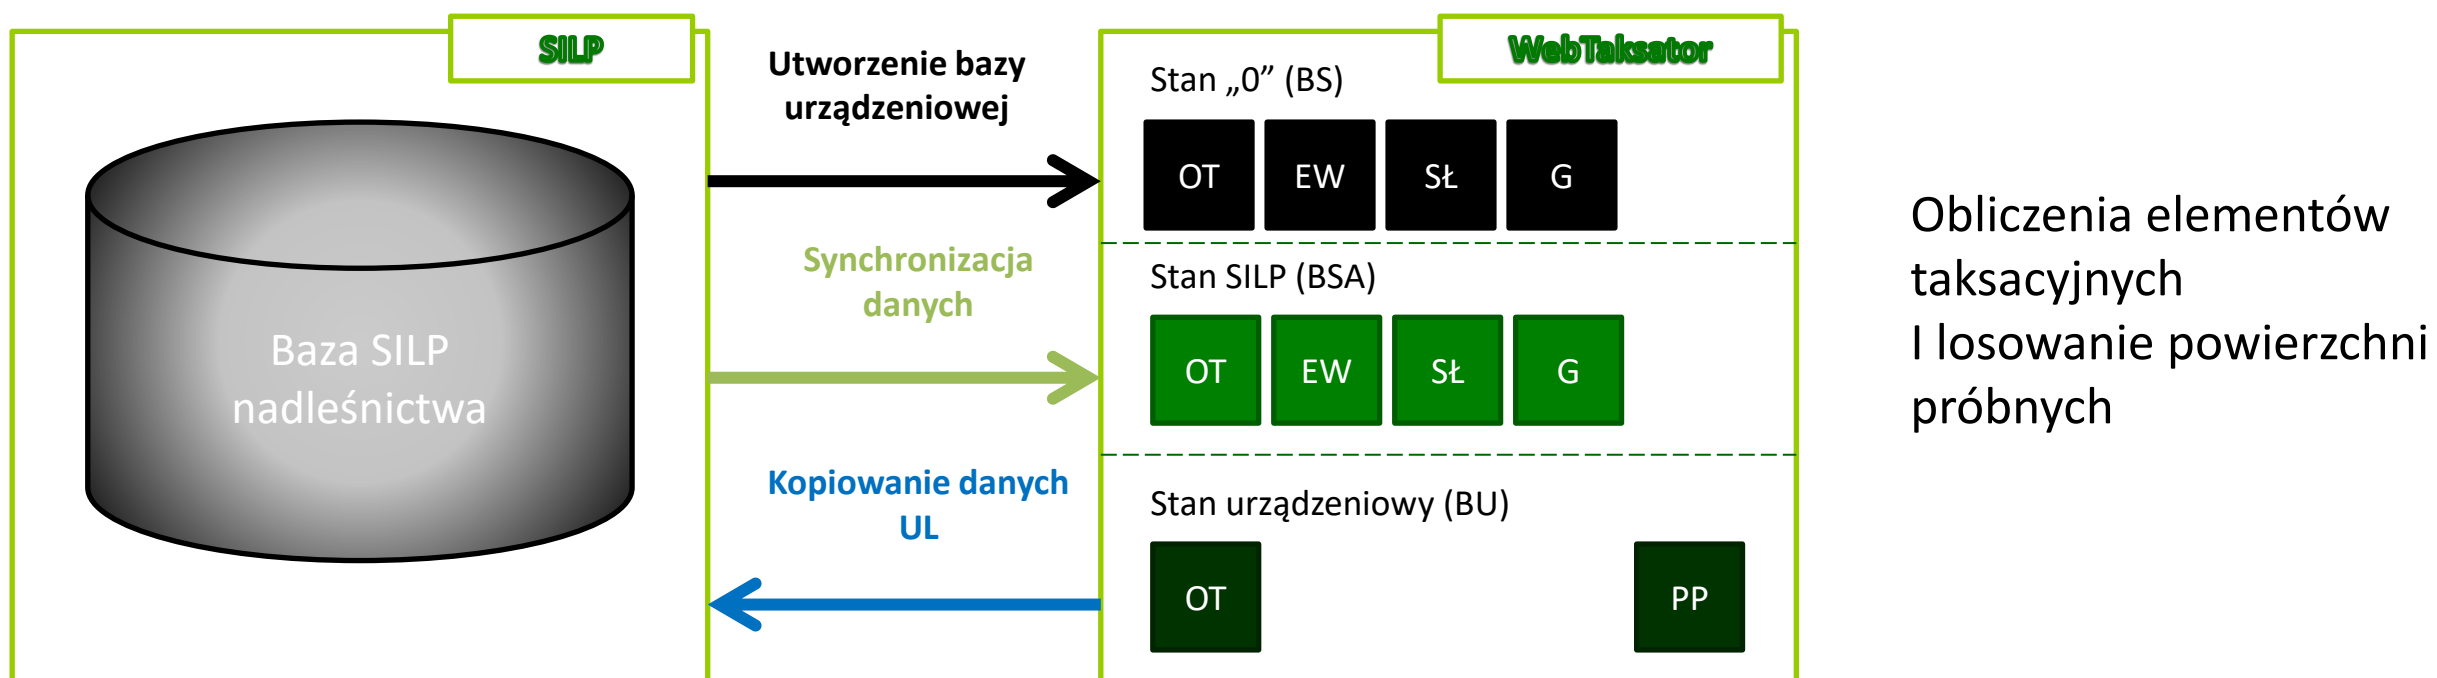 SILP
Baza SILP
nadleśnictwa
Utworzenie bazy
urządzeniowej
Synchronizacja
danych
Kopiowanie danych
UL
WebTaksator
Stan „0” (BS)
OT EW SŁ G
Stan SILP (BSA)
OT EW SŁ G
Stan urządzeniowy (BU)
OT PP
Obliczenia elementów
taksacyjnych
I losowanie powierzchni
próbnych